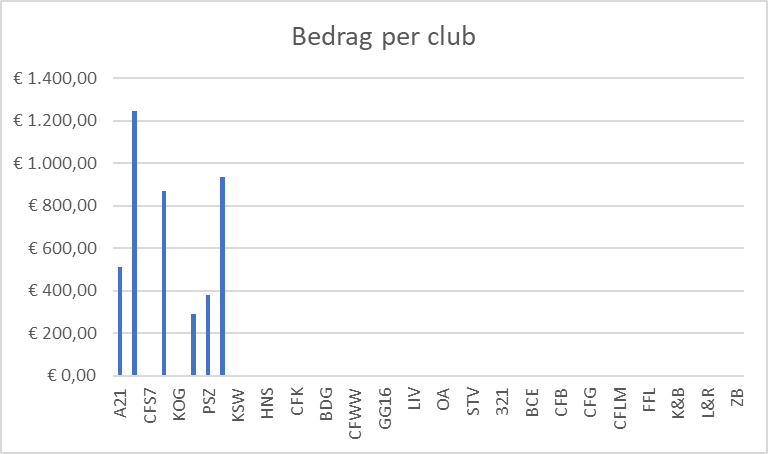 Bedrag per club
€ 1.400,00
€ 1.200,00
€ 1.000,00
€ 800,00
€ 600,00
€ 400,00
€ 200,00
€ 0,00
A21
CFS7
KOG
PSZ
KSW
HNS
CFK
BDG
CFWW
GG16
LIV
OA
STV
321
BCE
CFB
CFG
CFLM
FFL
K&B
L&R
ZB